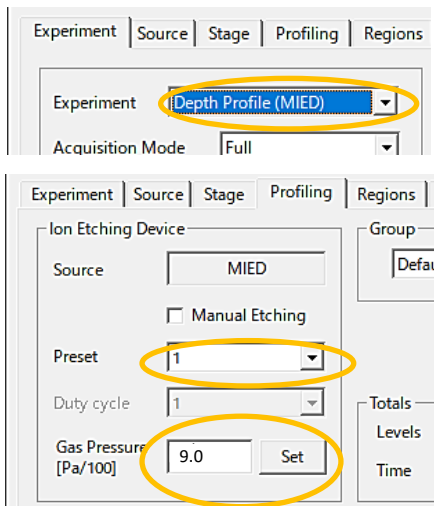 Experiment Source Stage Profiling Regions
Experiment Depth Profile (MIED)
Acquisition Mode Full
Experiment Source Stage Profiling Regions
Ion Etching Device Group
Source MIED Defau
Manual Etching
Preset 1
Duty cycle 1 Totals
Levels
Gas Pressure 9.0 Set
[Pa/100] Time